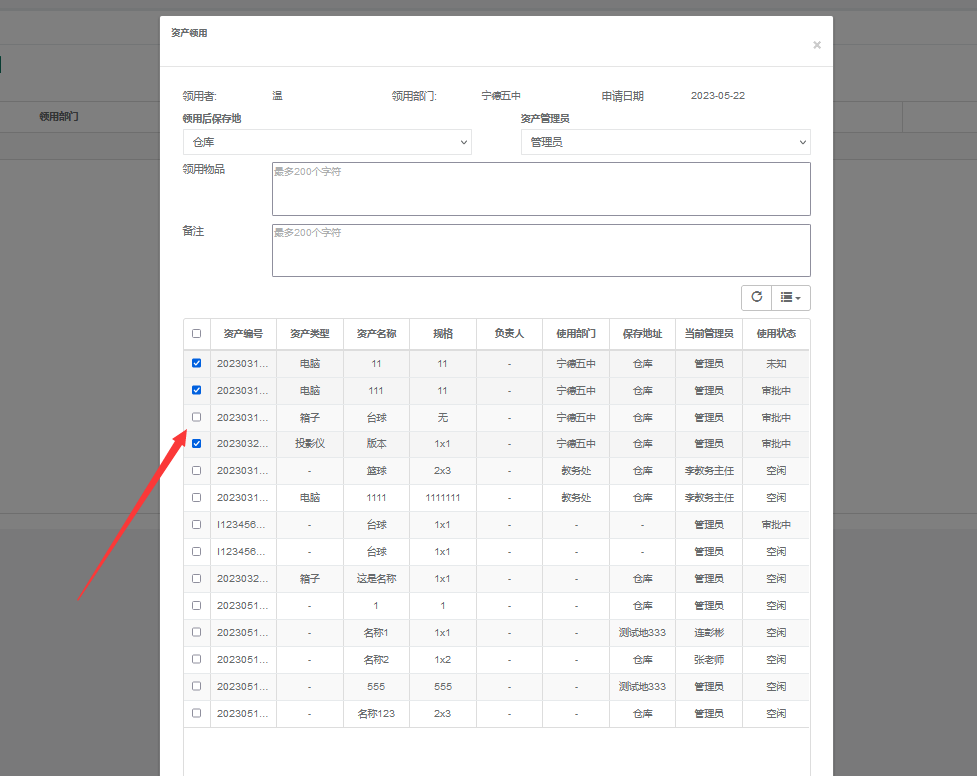 资产领用
×
领用者: 温 领用部门: 宁德五中 申请日期 2023-05-22
领用部门
领用后保存地 资产管理员
仓库 管理员
领用物品 最多200个字符
备注 最多200个字符
资产编号 资产类型 资产名称 规格 负责人 使用部门 保存地址 当前管理员 使用状态
2023031... 电脑 11 11 - 宁德五中 仓库 管理员 未知
2023031... 电脑 111 11 - 宁德五中 仓库 管理员 审批中
2023031... 箱子 台球 无 - 宁德五中 仓库 管理员 审批中
2023032... 投影仪 版本 1x1 - 宁德五中 仓库 管理员 审批中
2023031... - 篮球 2x3 - 教务处 仓库 李教务主任 空闲
2023031... 电脑 1111 1111111 - 教务处 仓库 李教务主任 空闲
I123456... - 台球 1x1 - - - 管理员 审批中
I123456... - 台球 1x1 - - - 管理员 空闲
2023032... 箱子 这是名称 1x1 - - 仓库 管理员 空闲
2023051... - 1 1 - - 仓库 管理员 空闲
2023051... - 名称1 1x1 - - 测试地333 连彭彬 空闲
2023051... - 名称2 1x2 - - 仓库 张老师 空闲
2023051... - 555 555 - - 测试地333 管理员 空闲
2023051... - 名称123 2x3 - - 仓库 管理员 空闲